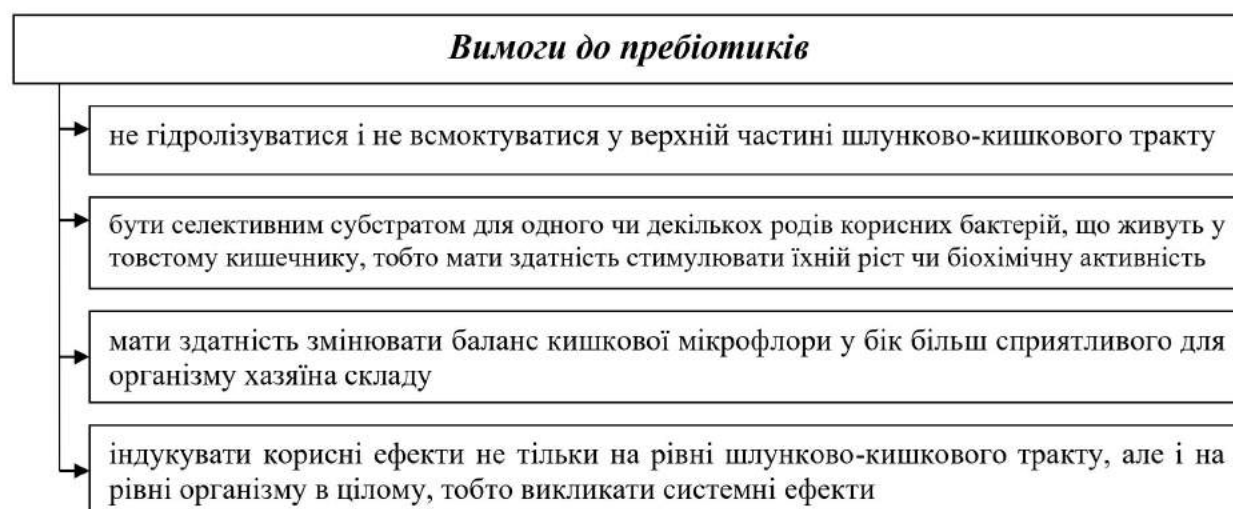 Вимоги до пребіотиків
не гідролізуватися і не всмоктуватися у верхній частині шлунково-кишкового тракту
бути селективним субстратом для одного чи декількох родів корисних бактерій, що живуть у
товстому кишечнику, тобто мати здатність стимулювати їхній ріст чи біохімічну активність
мати здатність змінювати баланс кишкової мікрофлори у бік більш сприятливого для
організму хазяїна складу
індукувати корисні ефекти не тільки на рівні шлунково-кишкового тракту, але і на
рівні організму в цілому, тобто викликати системні ефекти